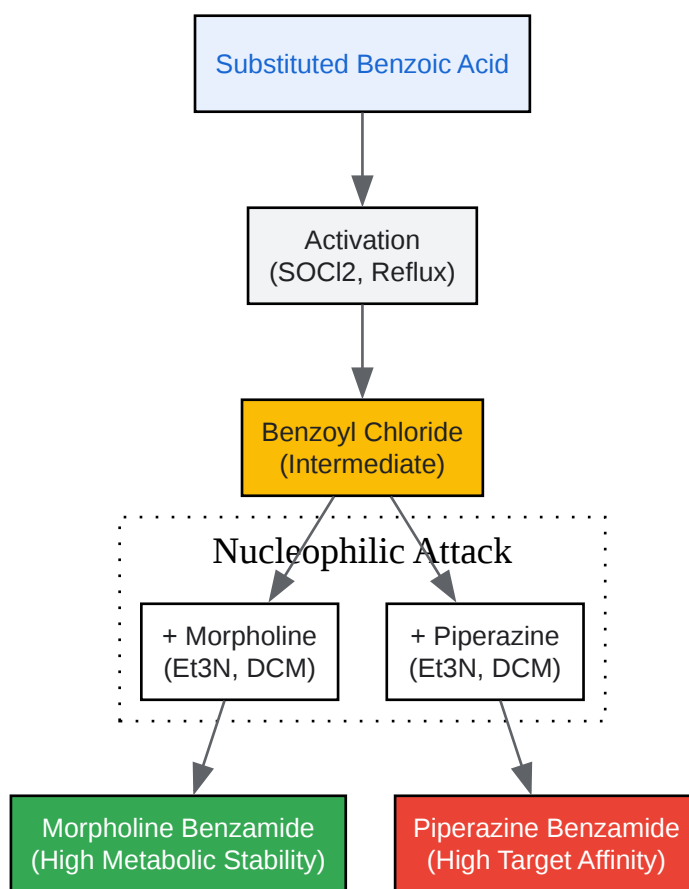 Substituted Benzoic Acid
Activation
(SOCl2, Reflux)
Benzoyl Chloride
(Intermediate)
Nucleophilic Attack
+ Morpholine
(Et3N, DCM)
+ Piperazine
(Et3N, DCM)
Morpholine Benzamide
(High Metabolic Stability)
Piperazine Benzamide
(High Target Affinity)